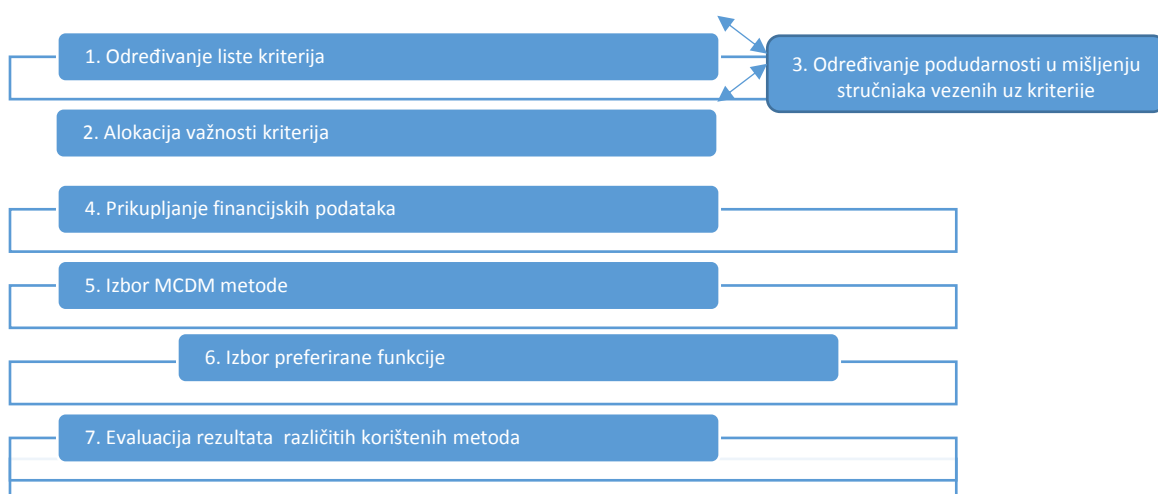 1. Određivanje liste kriterija
3. Određivanje podudarnosti u mišljenju
stručnjaka vezenih uz kriterije
2. Alokacija važnosti kriterija
4. Prikupljanje financijskih podataka
5. Izbor MCDM metode
6. Izbor preferirane funkcije
7. Evaluacija rezultata različitih korištenih metoda